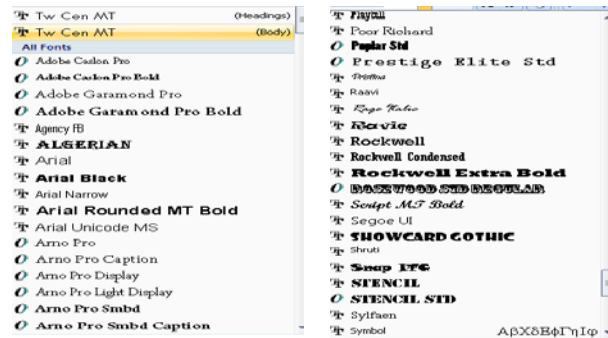 Tw Cen MT (Headings)
Tw Cen MT (Body)
All Fonts
Adobe Caslon Pro
Adobe Caslon Pro Bold
Adobe Garamond Pro
Adobe Garamond Pro Bold
Agency FB
ALGERIAN
Arial
Arial Black
Arial Narrow
Arial Rounded MT Bold
Arial Unicode MS
Arno Pro
Arno Pro Caption
Arno Pro Display
Arno Pro Light Display
Arno Pro Smbd
Arno Pro Smbd Caption
Playbill
Poor Richard
Poplar Std
Prestige Elite Std
Pristina
Raavi
Rage Italic
Ravie
Rockwell
Rockwell Condensed
Rockwell Extra Bold
ROSEWOOD STD REGULAR
Script MT Bold
Segoe UI
SHOWCARD GOTHIC
Shruti
Snap ITC
STENCIL
STENCIL STD
Sylfaen
Symbol ΑβΧδΕφΓηΙφ